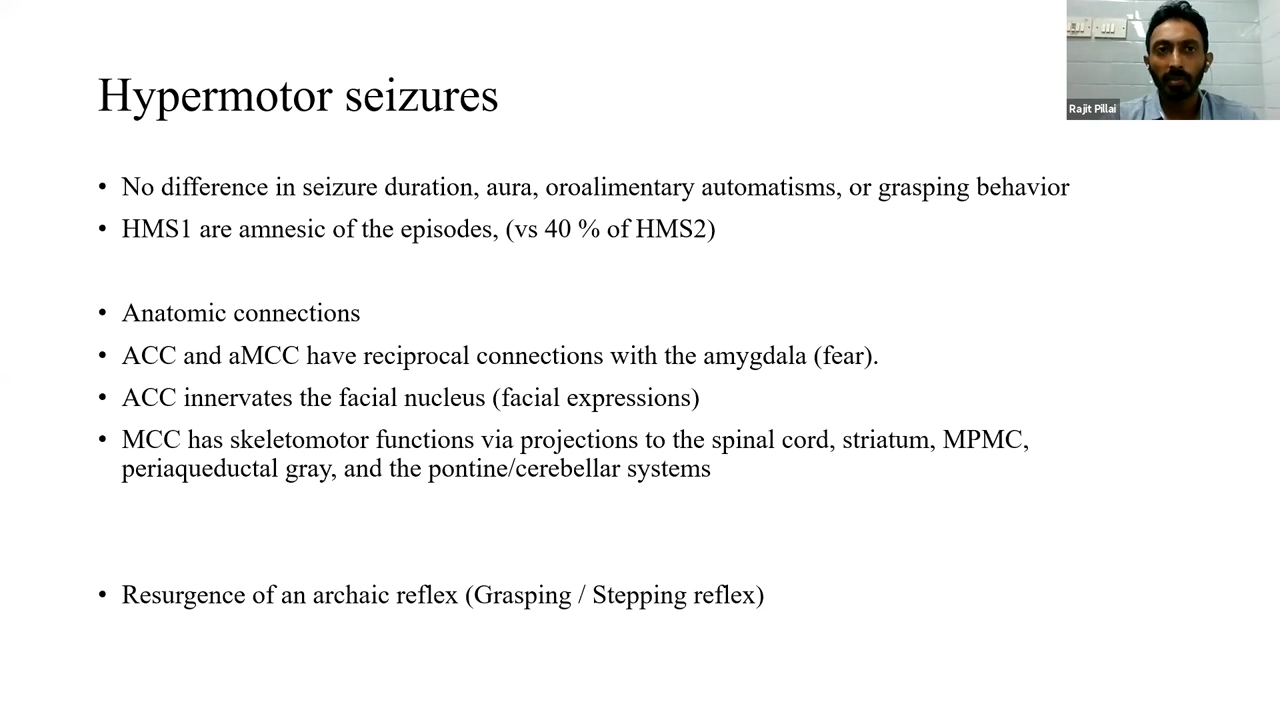 Hypermotor seizures
Rajit Pillai
• No difference in seizure duration, aura, oroalimentary automatisms, or grasping behavior
• HMS1 are amnesic of the episodes, (vs 40 % of HMS2)
• Anatomic connections
• ACC and aMCC have reciprocal connections with the amygdala (fear).
• ACC innervates the facial nucleus (facial expressions)
• MCC has skeletomotor functions via projections to the spinal cord, striatum, MPMC,
periaqueductal gray, and the pontine/cerebellar systems
• Resurgence of an archaic reflex (Grasping / Stepping reflex)